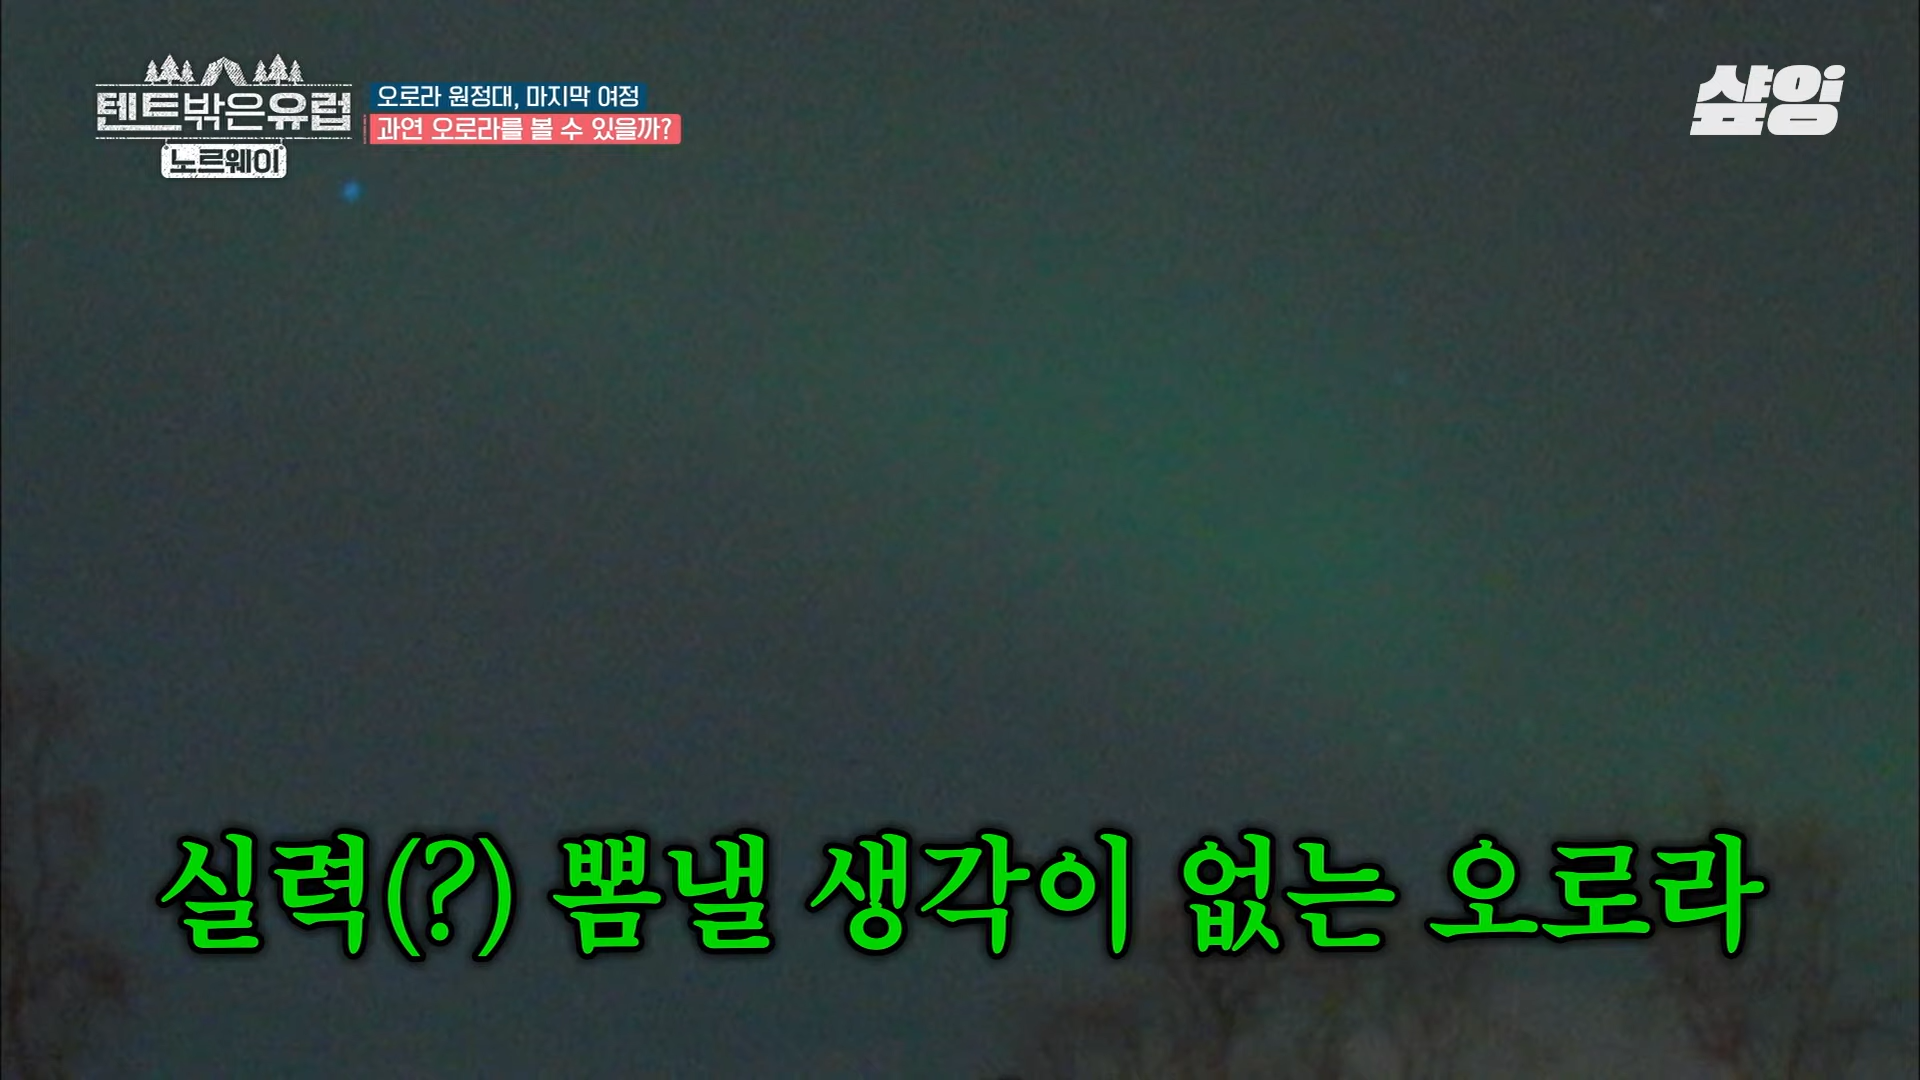 텐트밖은유럽
노르웨이
오로라 원정대, 마지막 여정
과연 오로라를 볼 수 있을까?
샾잉
실력(?) 뽐낼 생각이 없는 오로라